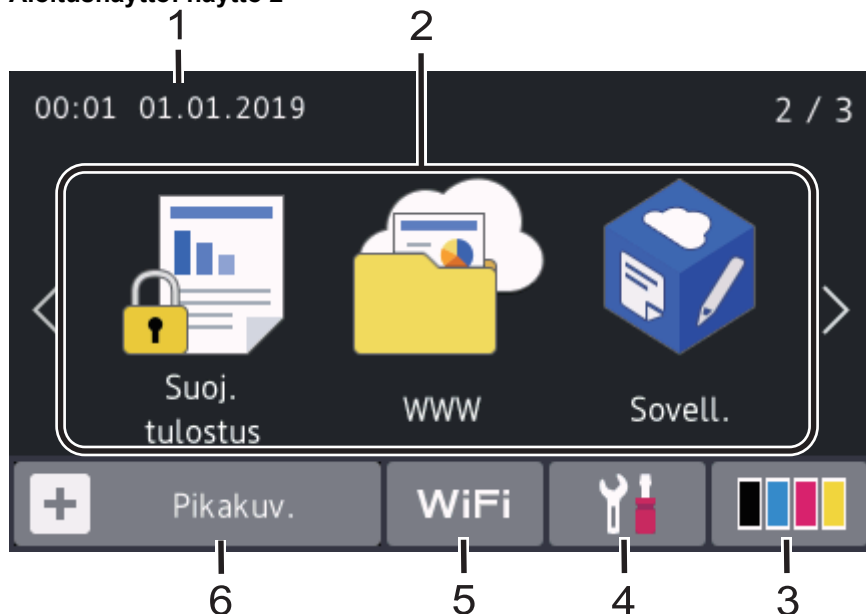 1
2
00:01 01.01.2019
2 / 3
Suoj.
tulostus
WWW
Sovell.
Pikakuv.
WiFi
6
5
4
3